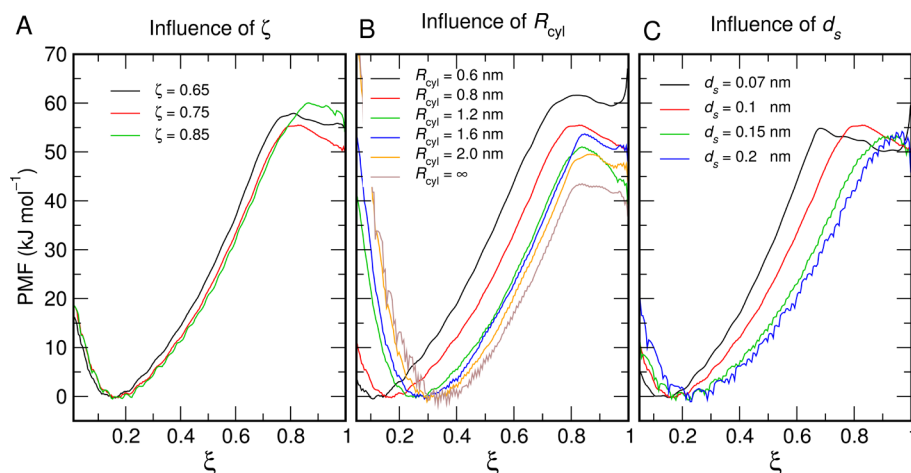 A
Influence of ζ
B
Influence of Rcyl
C
Influence of ds
PMF (kJ mol−1)
70
60
50
40
30
20
10
0
ζ = 0.65
ζ = 0.75
ζ = 0.85
Rcyl = 0.6 nm
Rcyl = 0.8 nm
Rcyl = 1.2 nm
Rcyl = 1.6 nm
Rcyl = 2.0 nm
Rcyl = ∞
ds = 0.07 nm
ds = 0.1 nm
ds = 0.15 nm
ds = 0.2 nm
0.2 0.4 0.6 0.8 1
0.2 0.4 0.6 0.8 1
0.2 0.4 0.6 0.8 1
ξ
ξ
ξ